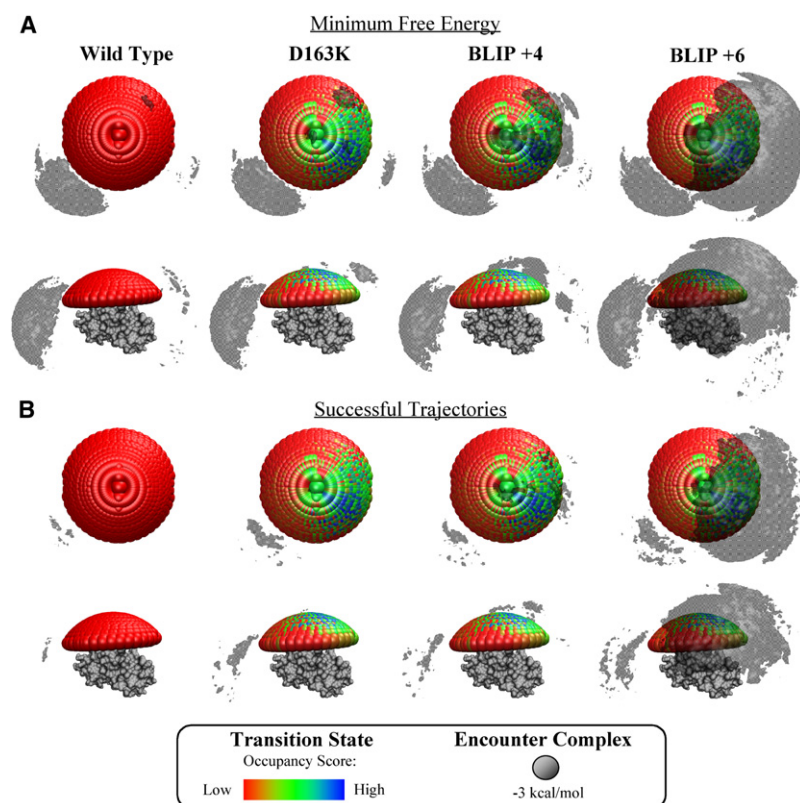 A
Minimum Free Energy
Wild Type D163K BLIP +4 BLIP +6
B
Successful Trajectories
Transition State Encounter Complex
Occupancy Score:
Low High
-3 kcal/mol